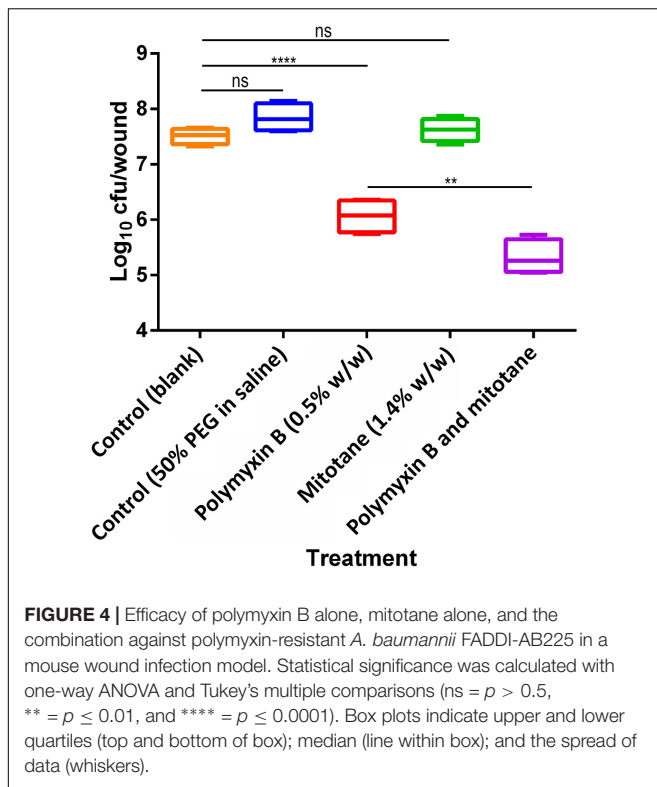 ns
****
ns
**
9
8
7
6
5
4
Log10 cfu/wound
Control (blank)
Control (50% PEG in saline)
Polymyxin B (0.5% w/w)
Mitotane (1.4% w/w)
Polymyxin B and mitotane
Treatment
FIGURE 4 | Efficacy of polymyxin B alone, mitotane alone, and the
combination against polymyxin-resistant A. baumannii FADDI-AB225 in a
mouse wound infection model. Statistical significance was calculated with
one-way ANOVA and Tukey's multiple comparisons (ns = p > 0.5,
** = p ≤ 0.01, and **** = p ≤ 0.0001). Box plots indicate upper and lower
quartiles (top and bottom of box); median (line within box); and the spread of
data (whiskers).